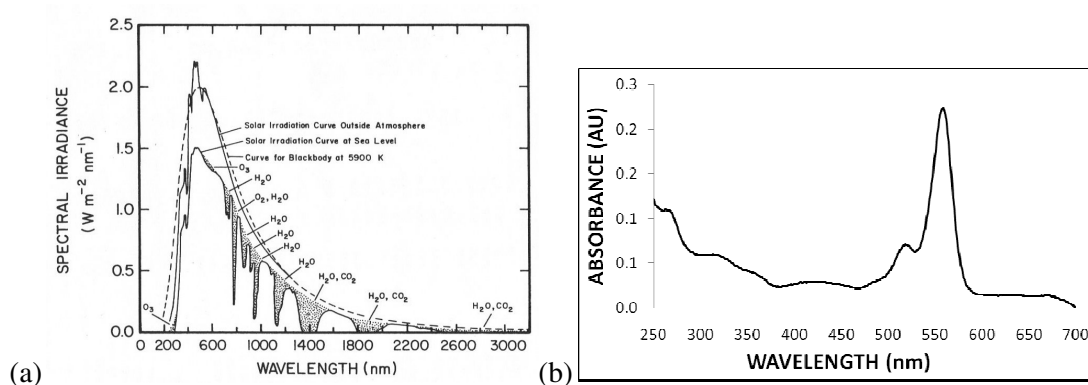 2.5
2.0
1.5
1.0
0.5
0.0
SPECTRAL IRRADIANCE
(W m⁻² nm⁻¹)
Solar Irradiation Curve Outside Atmosphere
Solar Irradiation Curve at Sea Level
Curve for Blackbody at 5900 K
O₃
H₂O
O₂, H₂O
H₂O
H₂O
H₂O
H₂O
H₂O, CO₂
H₂O, CO₂
H₂O, CO₂
O₃
0 200 600 1000 1400 1800 2200 2600 3000
WAVELENGTH (nm)
(a)
0.3
0.2
0.2
0.1
0.1
0.0
ABSORBANCE (AU)
250 300 350 400 450 500 550 600 650 700
WAVELENGTH (nm)
(b)